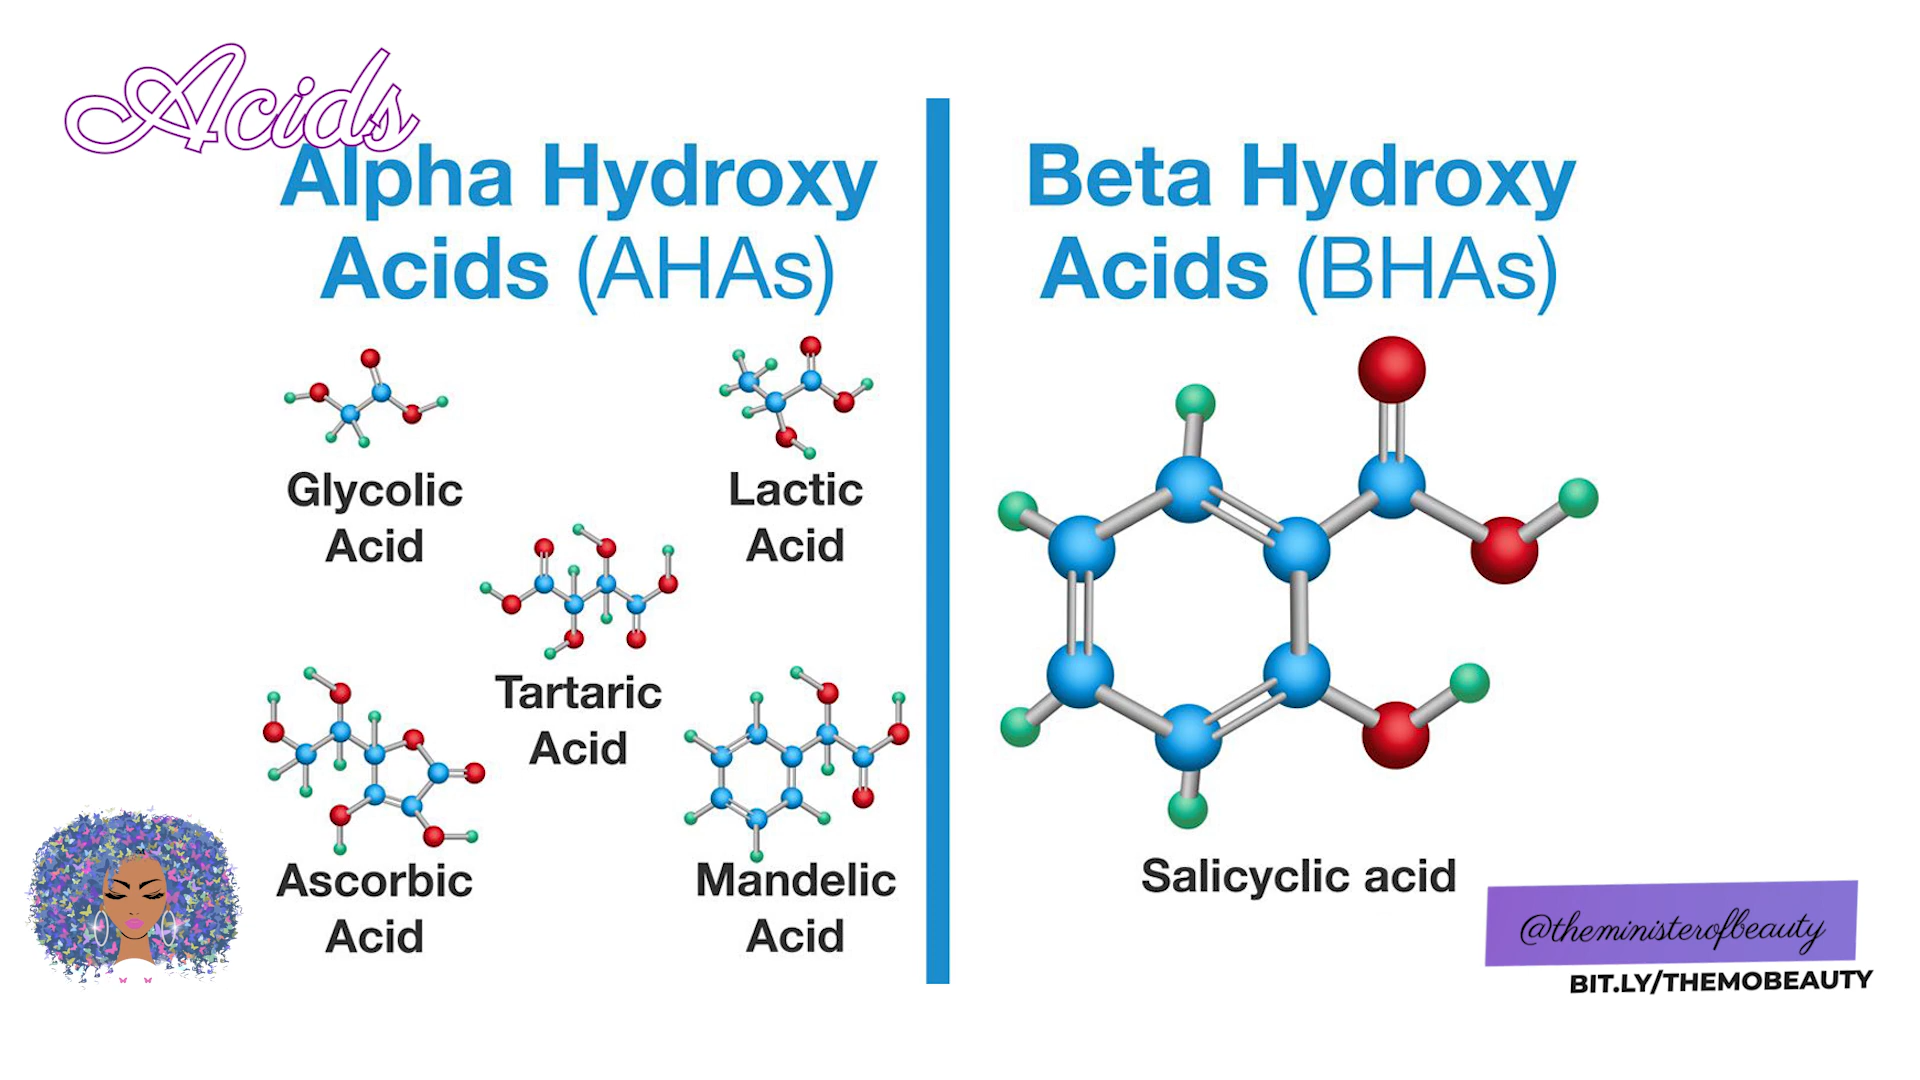 Acids
Alpha Hydroxy
Acids (AHAs)
Glycolic
Acid
Lactic
Acid
Tartaric
Acid
Ascorbic
Acid
Mandelic
Acid
Beta Hydroxy
Acids (BHAs)
Salicyclic acid
@theministerofbeauty
BIT.LY/THEMOBEAUTY